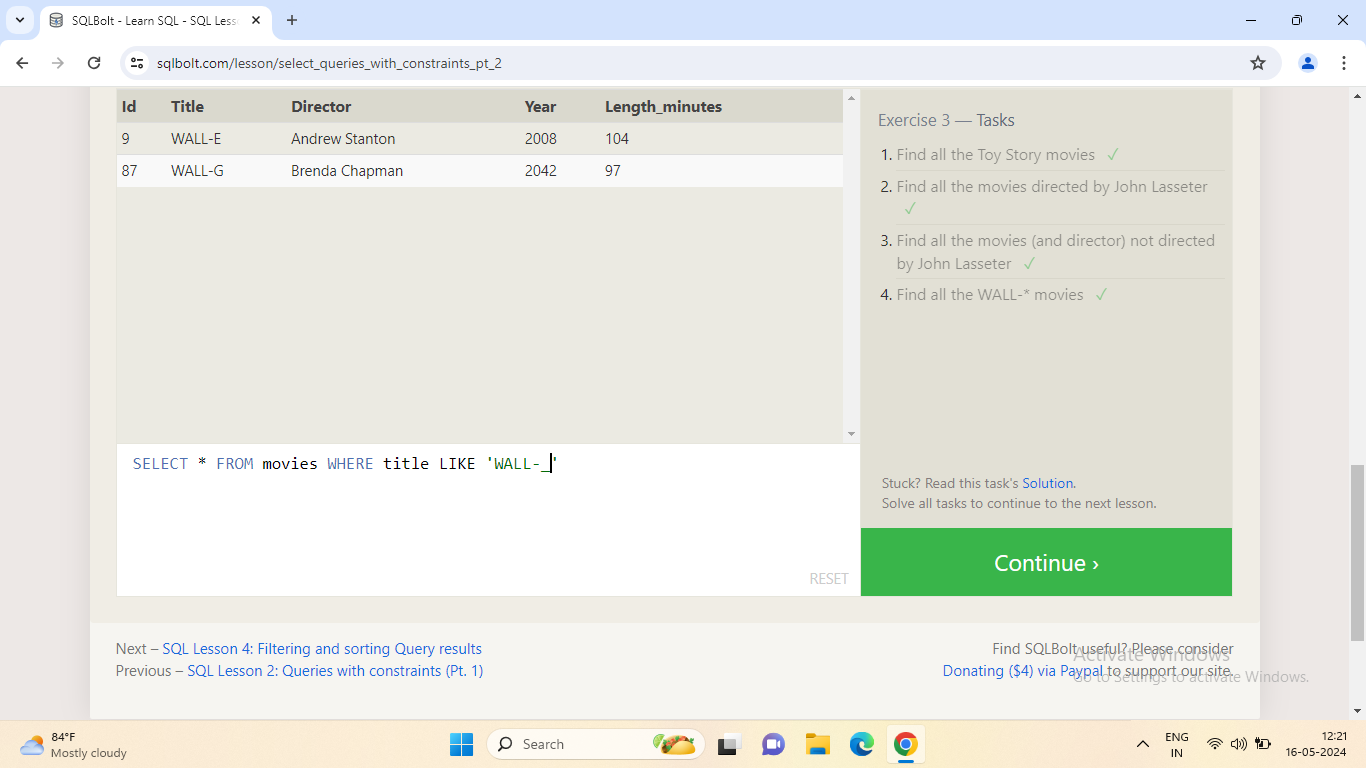 SQLBolt - Learn SQL - SQL Less
sqlbolt.com/lesson/select_queries_with_constraints_pt_2
Id Title Director Year Length_minutes
9 WALL-E Andrew Stanton 2008 104
87 WALL-G Brenda Chapman 2042 97
Exercise 3 — Tasks
1. Find all the Toy Story movies ✓
2. Find all the movies directed by John Lasseter
✓
3. Find all the movies (and director) not directed
by John Lasseter ✓
4. Find all the WALL-* movies ✓
SELECT * FROM movies WHERE title LIKE 'WALL-_'
RESET
Stuck? Read this task's Solution.
Solve all tasks to continue to the next lesson.
Continue ›
Next – SQL Lesson 4: Filtering and sorting Query results
Previous – SQL Lesson 2: Queries with constraints (Pt. 1)
Find SQLBolt useful? Please consider
Donating ($4) via Paypal to support our site.
Activate Windows
Go to Settings to activate Windows.
84°F
Mostly cloudy
Search
ENG
IN
12:21
16-05-2024